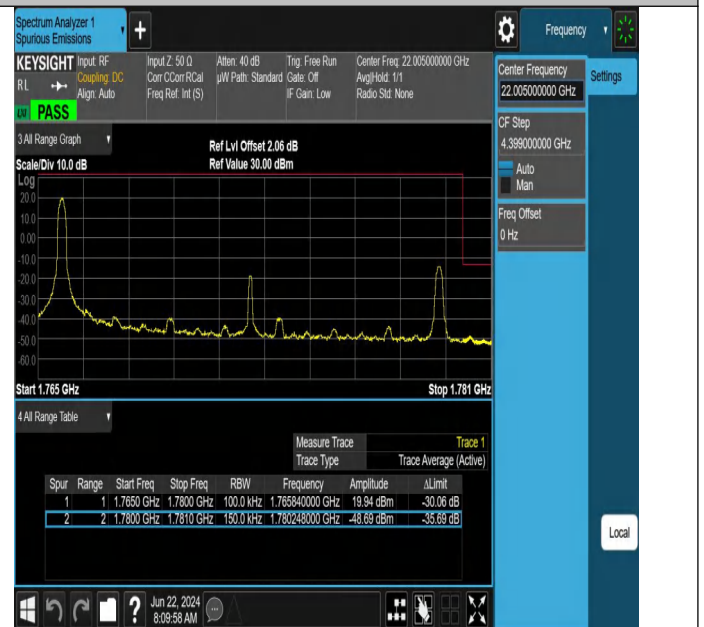 Spectrum Analyzer 1
Spurious Emissions
+
Frequency
KEYSIGHT
RL
PASS
Input: RF
Coupling: DC
Align: Auto
Input Z: 50 Ω
Corr CCorr RCal
Freq Ref: Int (S)
Atten: 40 dB
µW Path: Standard
Trig: Free Run
Gate: Off
IF Gain: Low
Center Freq: 22.005000000 GHz
Avg|Hold: 1/1
Radio Std: None
Center Frequency
22.005000000 GHz
Settings
CF Step
4.399000000 GHz
Auto
Man
Freq Offset
0 Hz
3 All Range Graph
Scale/Div 10.0 dB
Ref Lvl Offset 2.06 dB
Ref Value 30.00 dBm
Log
20.0
10.0
0.00
-10.0
-20.0
-30.0
-40.0
-50.0
-60.0
Start 1.765 GHz
Stop 1.781 GHz
4 All Range Table
Measure Trace Trace 1
Trace Type Trace Average (Active)
Spur Range Start Freq Stop Freq RBW Frequency Amplitude ΔLimit
1 1 1.7650 GHz 1.7800 GHz 100.0 kHz 1.765840000 GHz 19.94 dBm -30.06 dB
2 2 1.7800 GHz 1.7810 GHz 150.0 kHz 1.780248000 GHz -48.69 dBm -35.69 dB
Local
?
Jun 22, 2024
8:09:58 AM